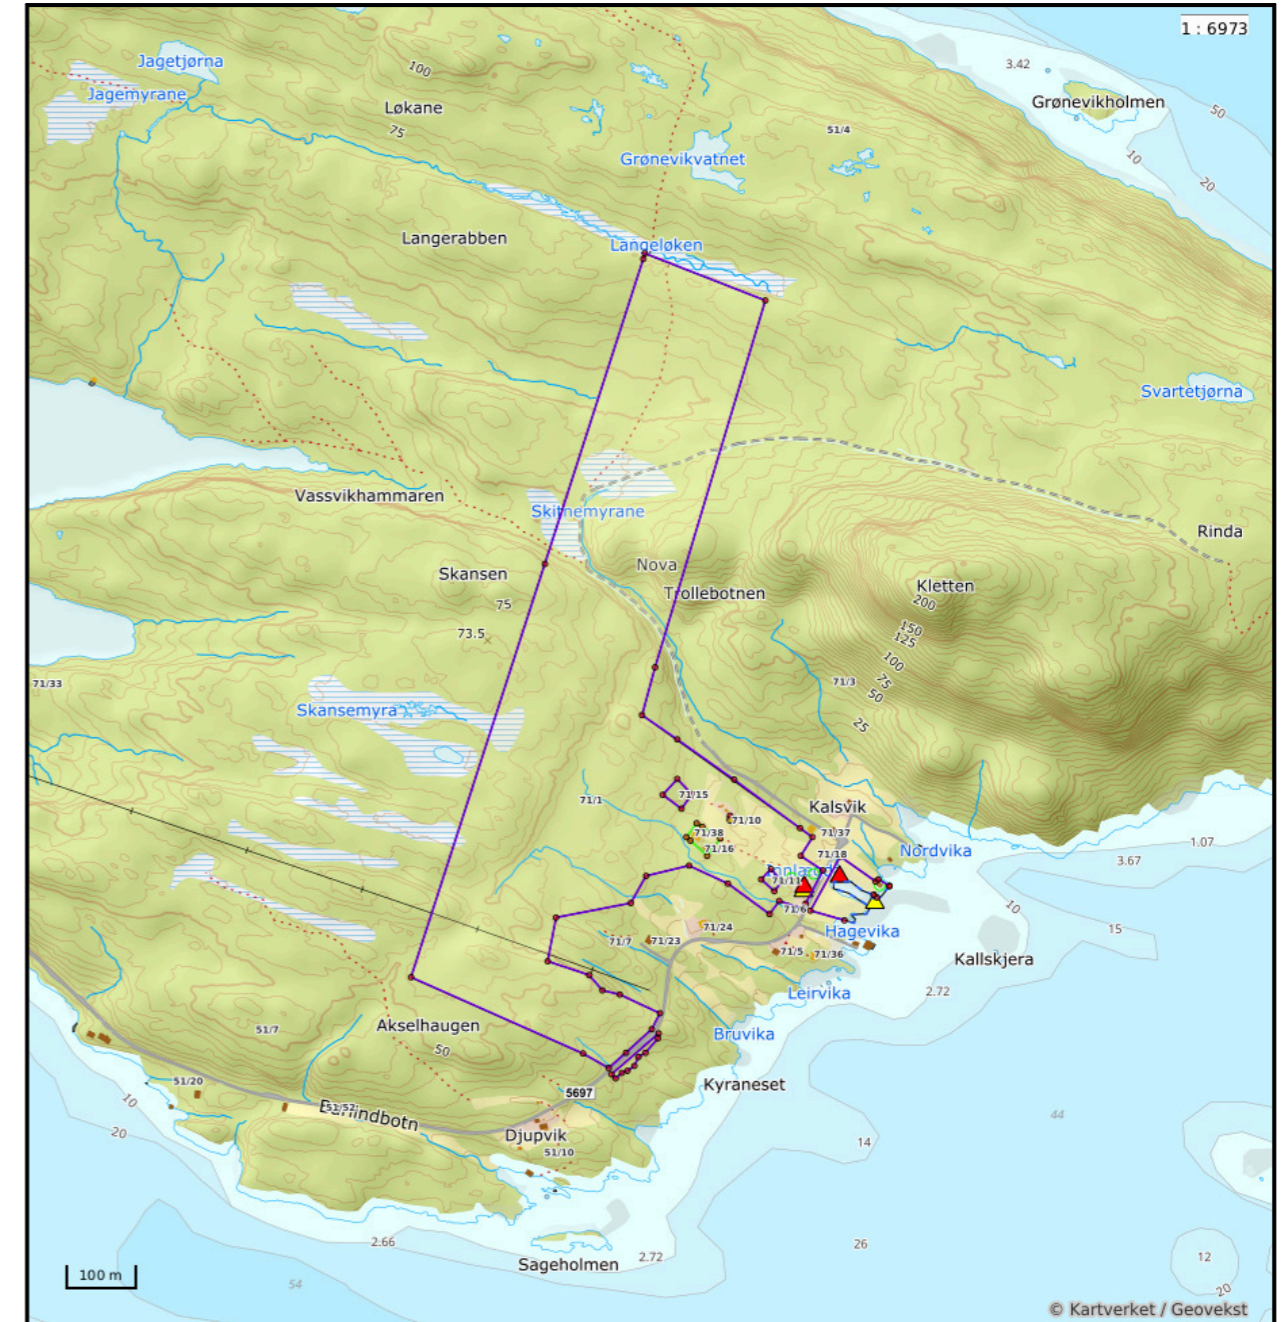 1 : 6973
3.42
Jagetjørna
100
Jagemyrane
Grønevikholmen
Løkane
50
75
51/4
10
Grønevikvatnet
20
Langerabben
Langeløken
Svartetjørna
Vassvikhammaren
Skitnemyrane
Rinda
Nova
Skansen
Kletten
Trollebotnen
75
200
150
125
73.5
100
71/33
71/3
75
50
Skansemyra
25
71/15
71/1
Kalsvik
71/10
71/38
71/37
1.07
71/16
71/18
Nordvika
3.67
71/11
10
71/6
71/24
15
Hagevika
71/7
71/23
71/5
71/36
Kallskjera
Leirvika
2.72
Akselhaugen
51/7
Bruvika
50
51/20
5697
Kyraneset
10
51/52
44
20
Djupvik
14
51/10
2.66
26
2.72
12
Sageholmen
100 m
54
20
© Kartverket / Geovekst